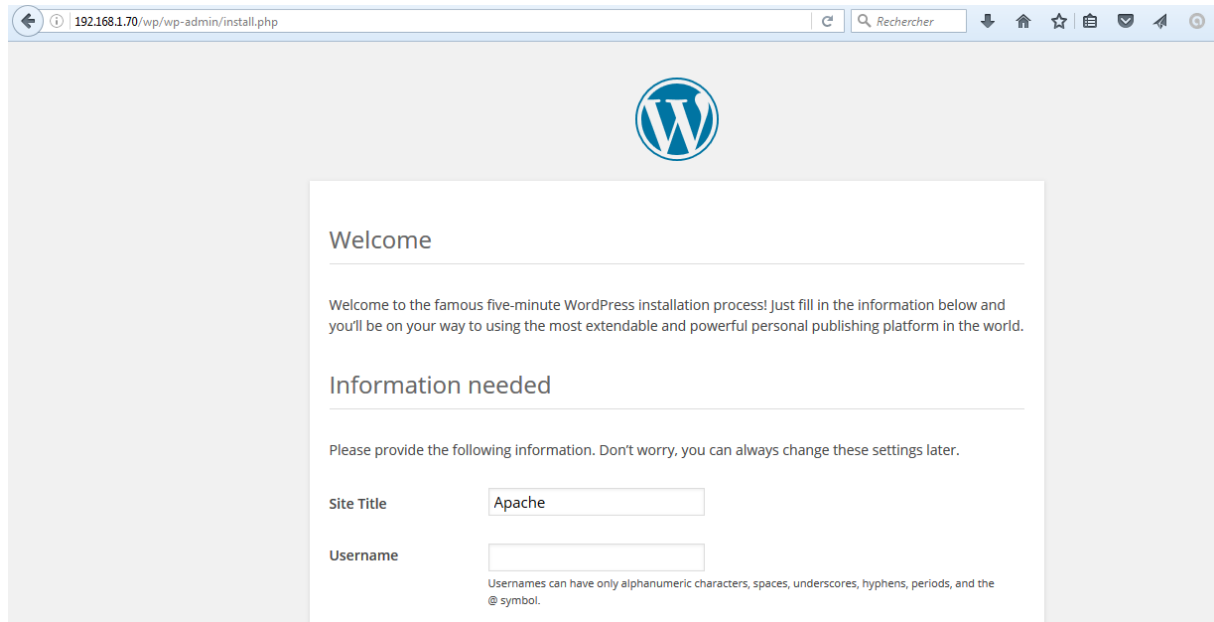 192.168.1.70/wp/wp-admin/install.php
Rechercher
Welcome
Welcome to the famous five-minute WordPress installation process! Just fill in the information below and
you’ll be on your way to using the most extendable and powerful personal publishing platform in the world.
Information needed
Please provide the following information. Don’t worry, you can always change these settings later.
Site Title
Apache
Username
Usernames can have only alphanumeric characters, spaces, underscores, hyphens, periods, and the
@ symbol.